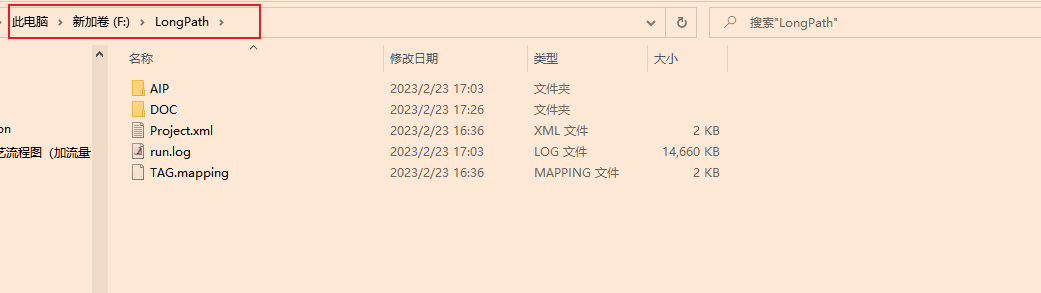 此电脑 > 新加卷 (F:) > LongPath >
搜索"LongPath"
名称 修改日期 类型 大小
AIP 2023/2/23 17:03 文件夹
DOC 2023/2/23 17:26 文件夹
Project.xml 2023/2/23 16:36 XML 文件 2 KB
run.log 2023/2/23 17:03 LOG 文件 14,660 KB
TAG.mapping 2023/2/23 16:36 MAPPING 文件 2 KB
on
艺流程图（加流量